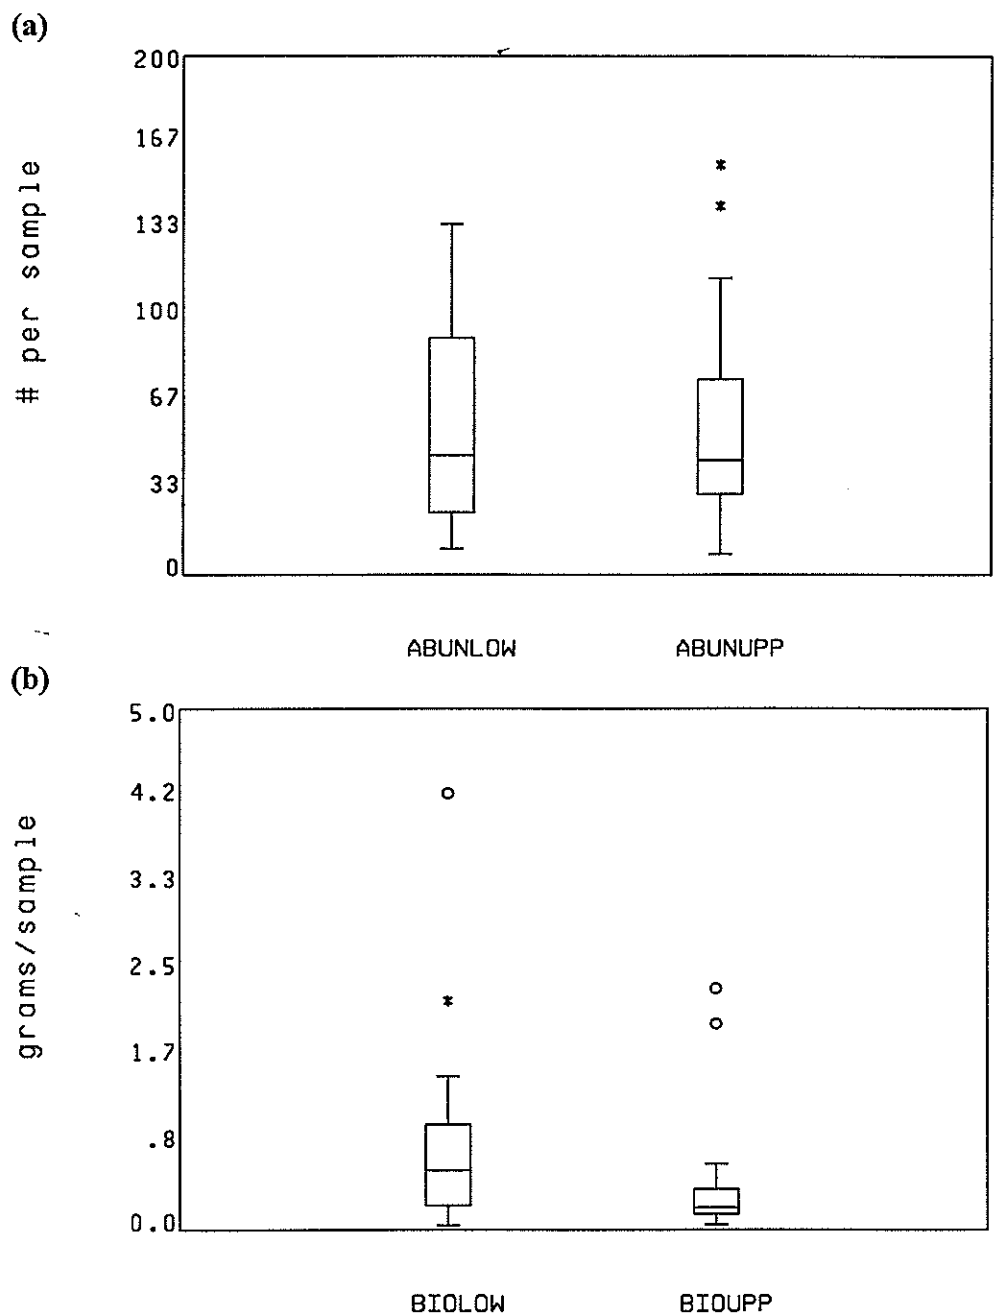 (a)
# per sample
200
167
133
100
67
33
0
ABUNLOW ABUNUPP
(b)
grams/sample
5.0
4.2
3.3
2.5
1.7
.8
0.0
BIOLOW BIOUPP